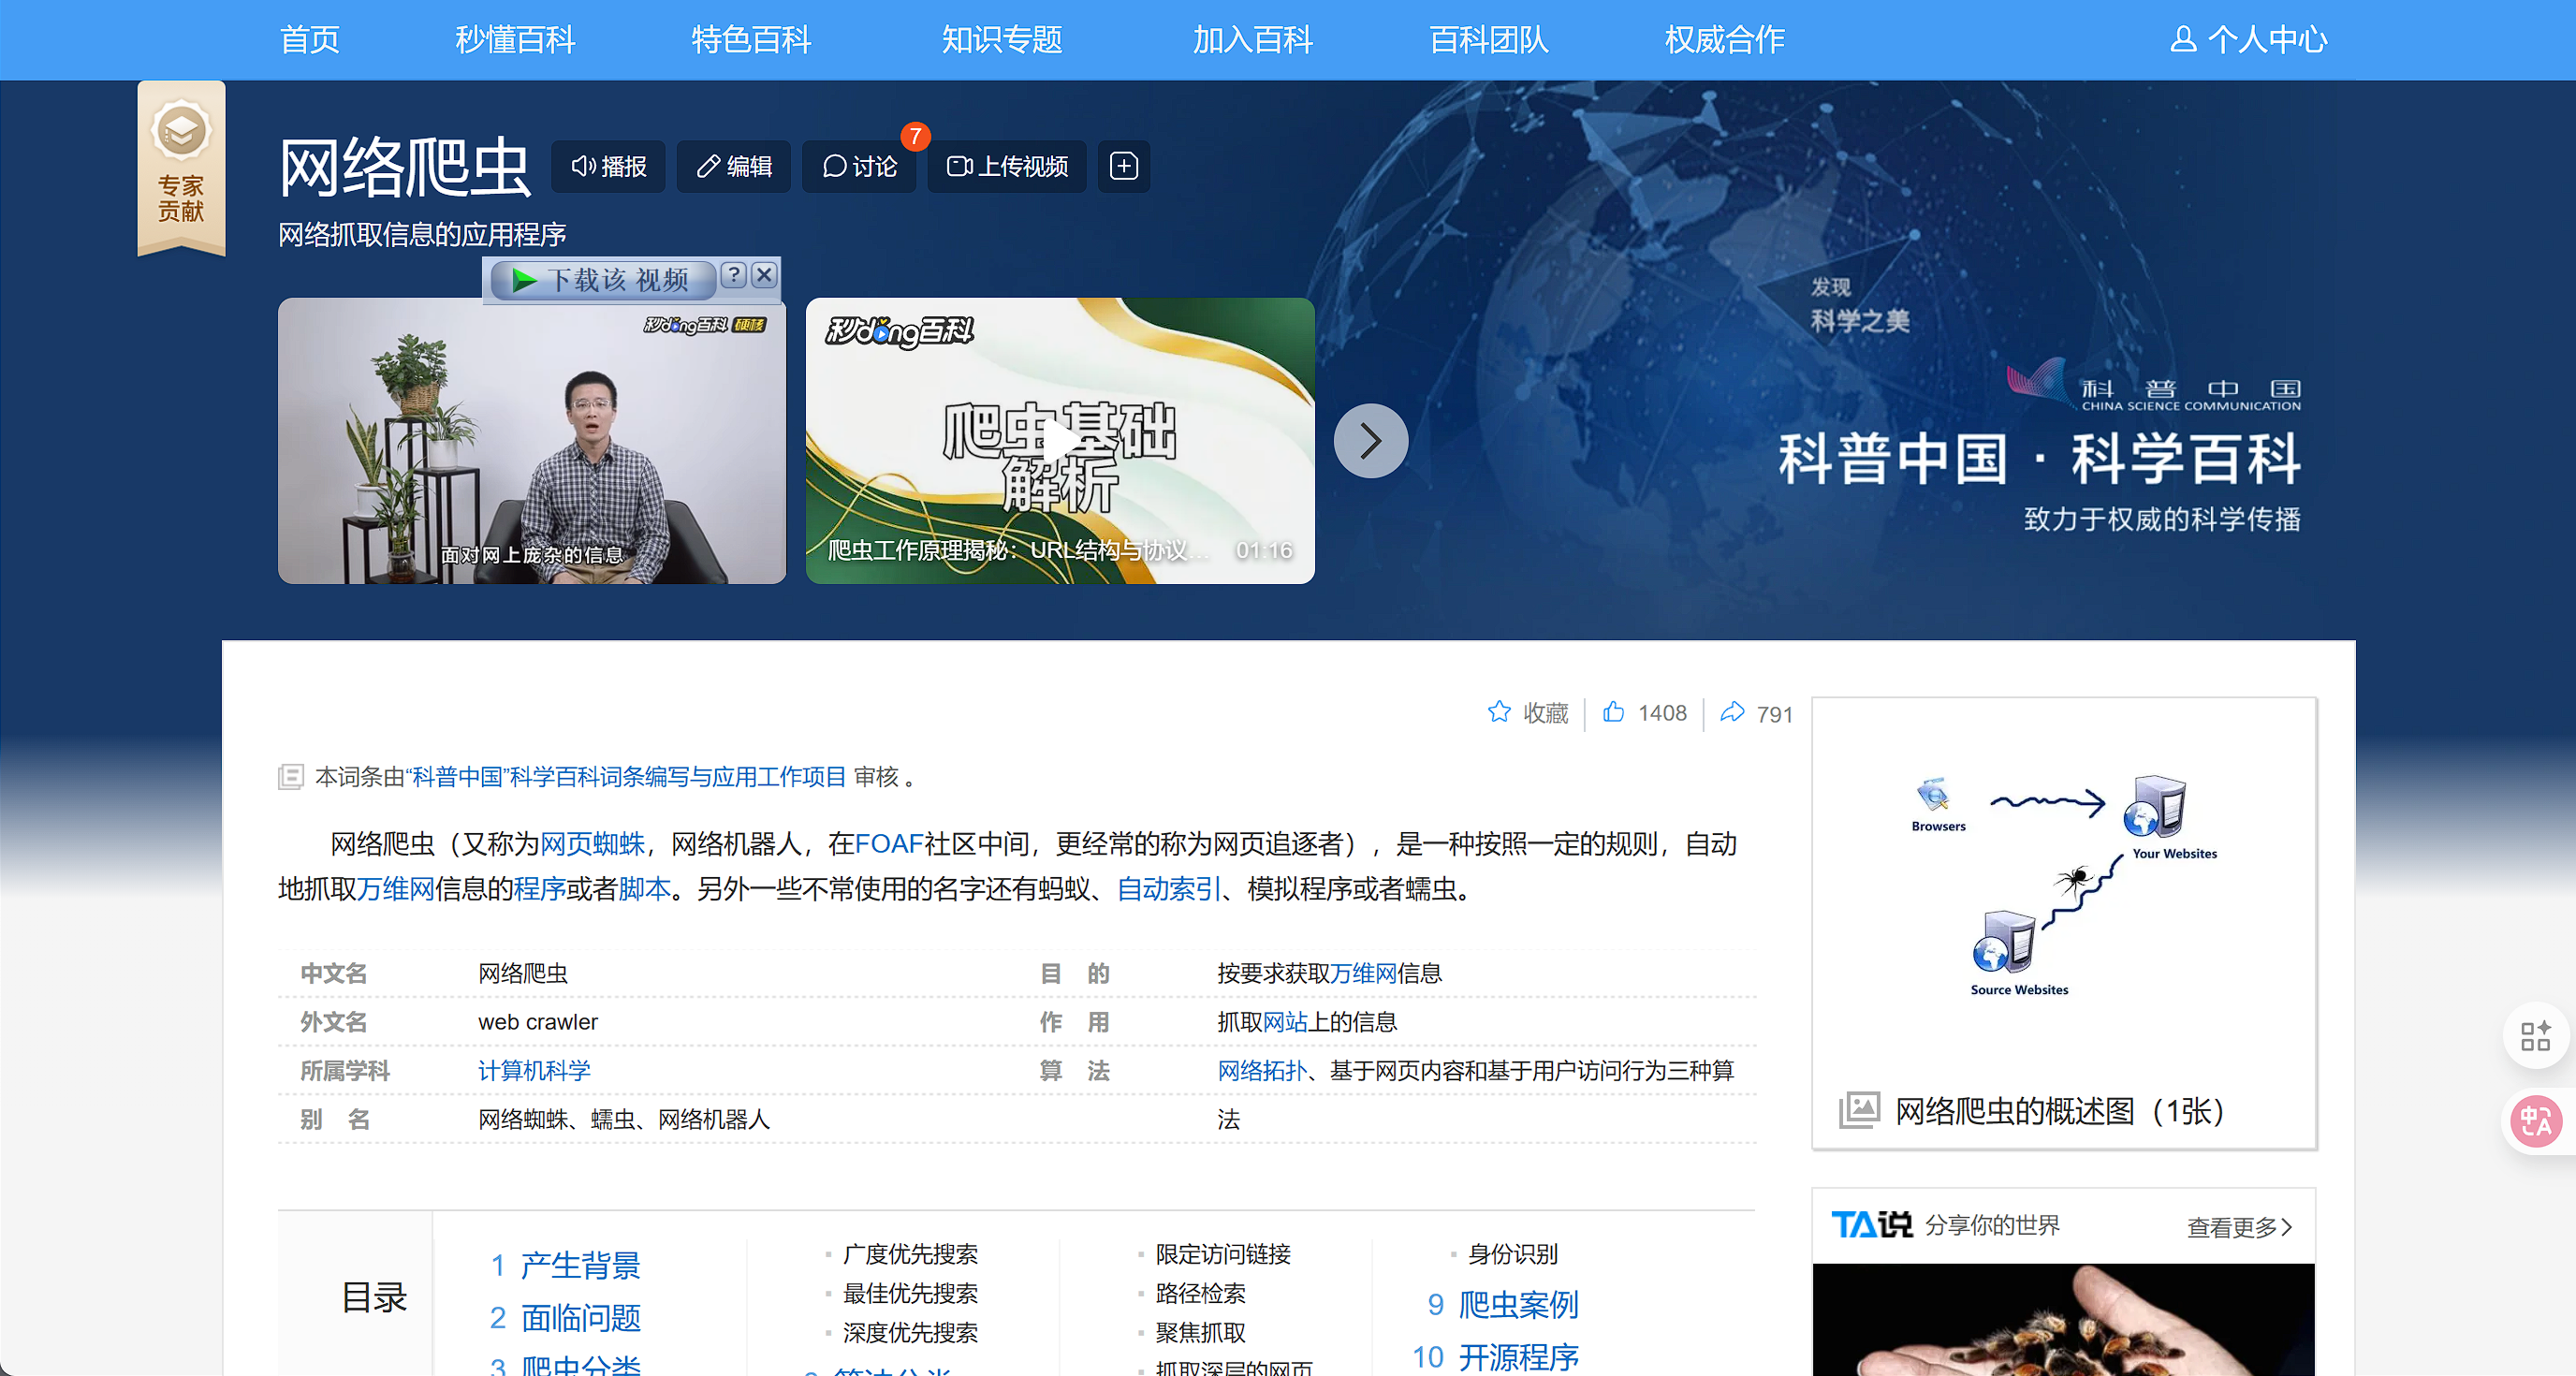 首页 秒懂百科 特色百科 知识专题 加入百科 百科团队 权威合作 个人中心
专家
贡献
网络爬虫 播报 编辑 讨论 7 上传视频
网络抓取信息的应用程序
下载该 视频 ?
秒dong百科 硬核
面对网上庞杂的信息
秒dong百科
爬虫基础
解析
爬虫工作原理揭秘：URL结构与协议... 01:16
发现
科学之美
科普中国
CHINA SCIENCE COMMUNICATION
科普中国·科学百科
致力于权威的科学传播
收藏 1408 791
本词条由“科普中国”科学百科词条编写与应用工作项目 审核 。
网络爬虫（又称为网页蜘蛛，网络机器人，在FOAF社区中间，更经常的称为网页追逐者），是一种按照一定的规则，自动
地抓取万维网信息的程序或者脚本。另外一些不常使用的名字还有蚂蚁、自动索引、模拟程序或者蠕虫。
中文名 网络爬虫
外文名 web crawler
所属学科 计算机科学
别 名 网络蜘蛛、蠕虫、网络机器人
目 的 按要求获取万维网信息
作 用 抓取网站上的信息
算 法 网络拓扑、基于网页内容和基于用户访问行为三种算
法
目录
1 产生背景
2 面临问题
3 爬虫分类
广度优先搜索
最佳优先搜索
深度优先搜索
算法分类
限定访问链接
路径检索
聚焦抓取
抓取深层的网页
身份识别
9 爬虫案例
10 开源程序
Browsers
Your Websites
Source Websites
网络爬虫的概述图（1张）
TA说 分享你的世界 查看更多
中 A